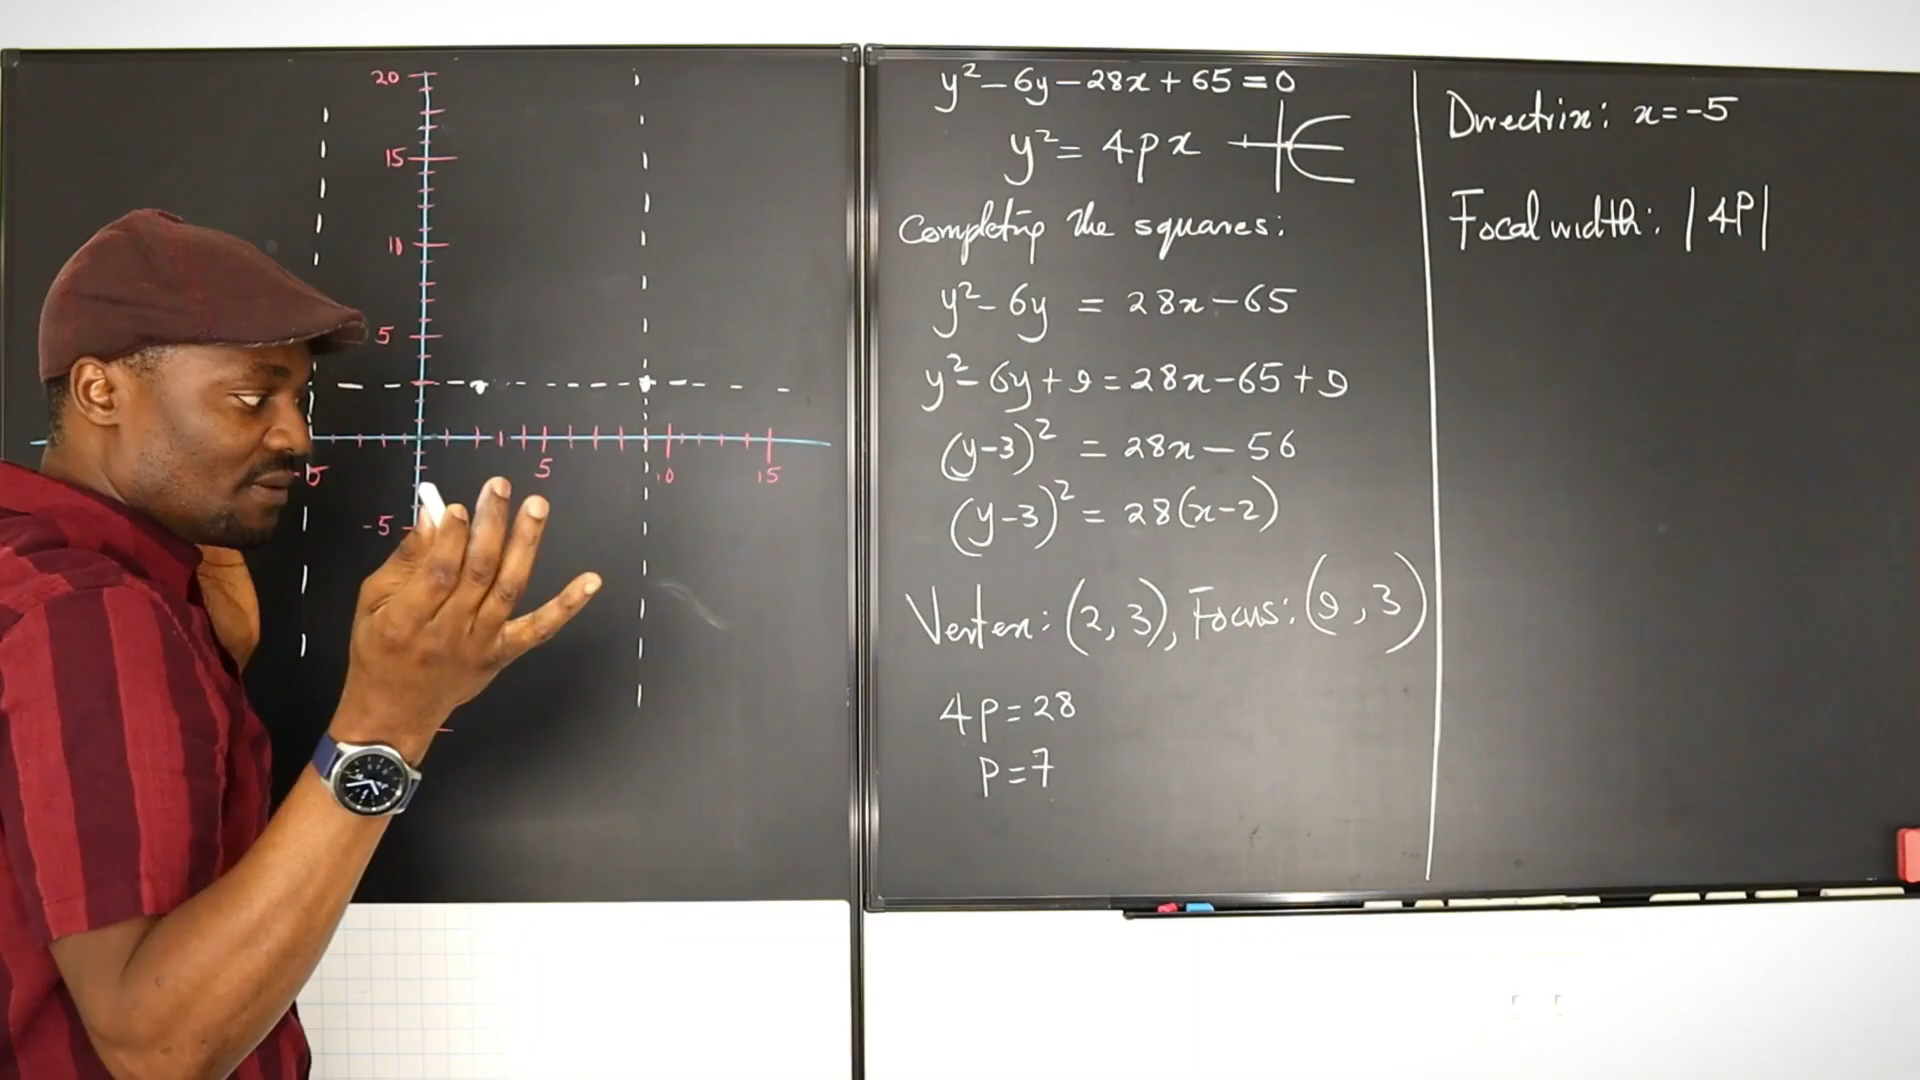 20
15
10
5
-5
5
10
15
-5
y² - 6y - 28x + 65 = 0
y² = 4px
Completing the squares:
y² - 6y = 28x - 65
y² - 6y + 9 = 28x - 65 + 9
(y-3)² = 28x - 56
(y-3)² = 28(x-2)
Vertex: (2, 3), Focus: (9, 3)
4p = 28
p = 7
Directrix: x = -5
Focal width: |4P|